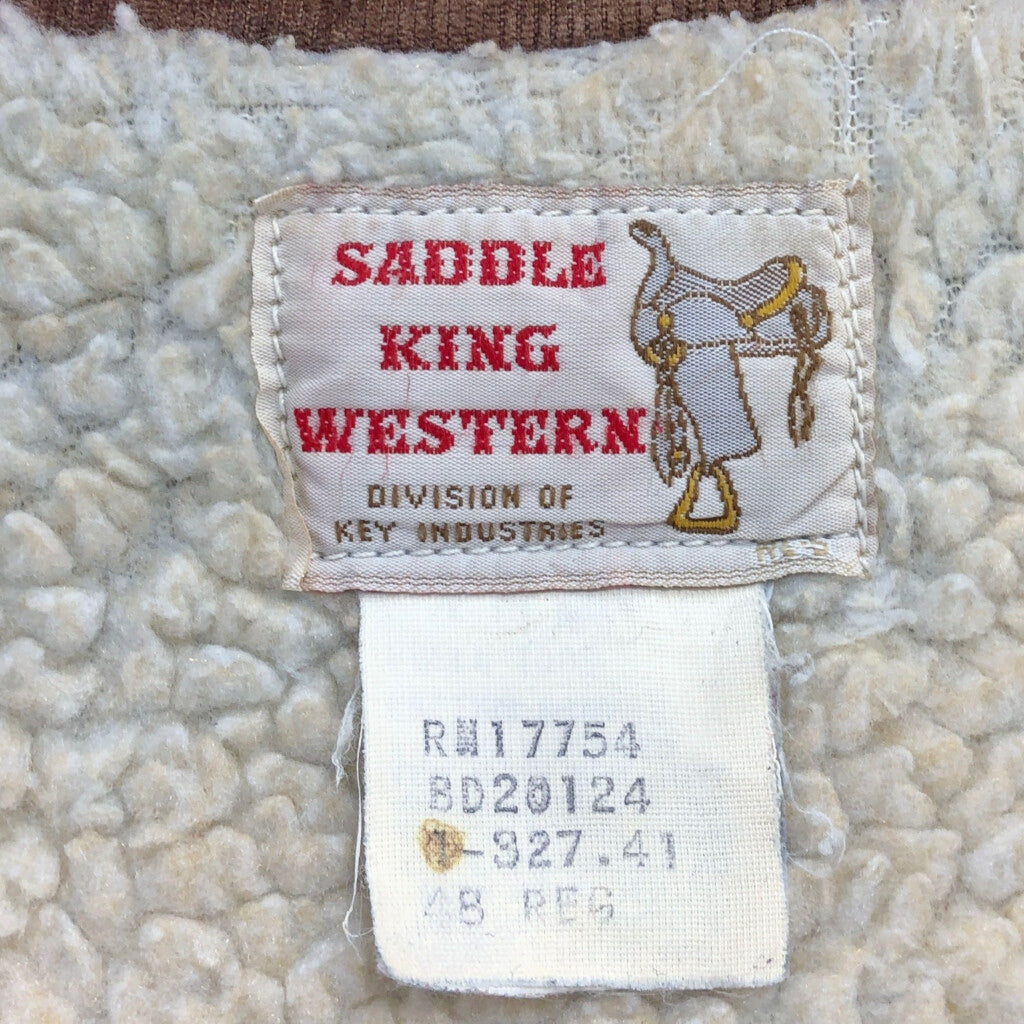 SADDLE
KING
WESTERN
DIVISION OF
KEY INDUSTRIES
RN17754
BD20124
-327.41
48 REG